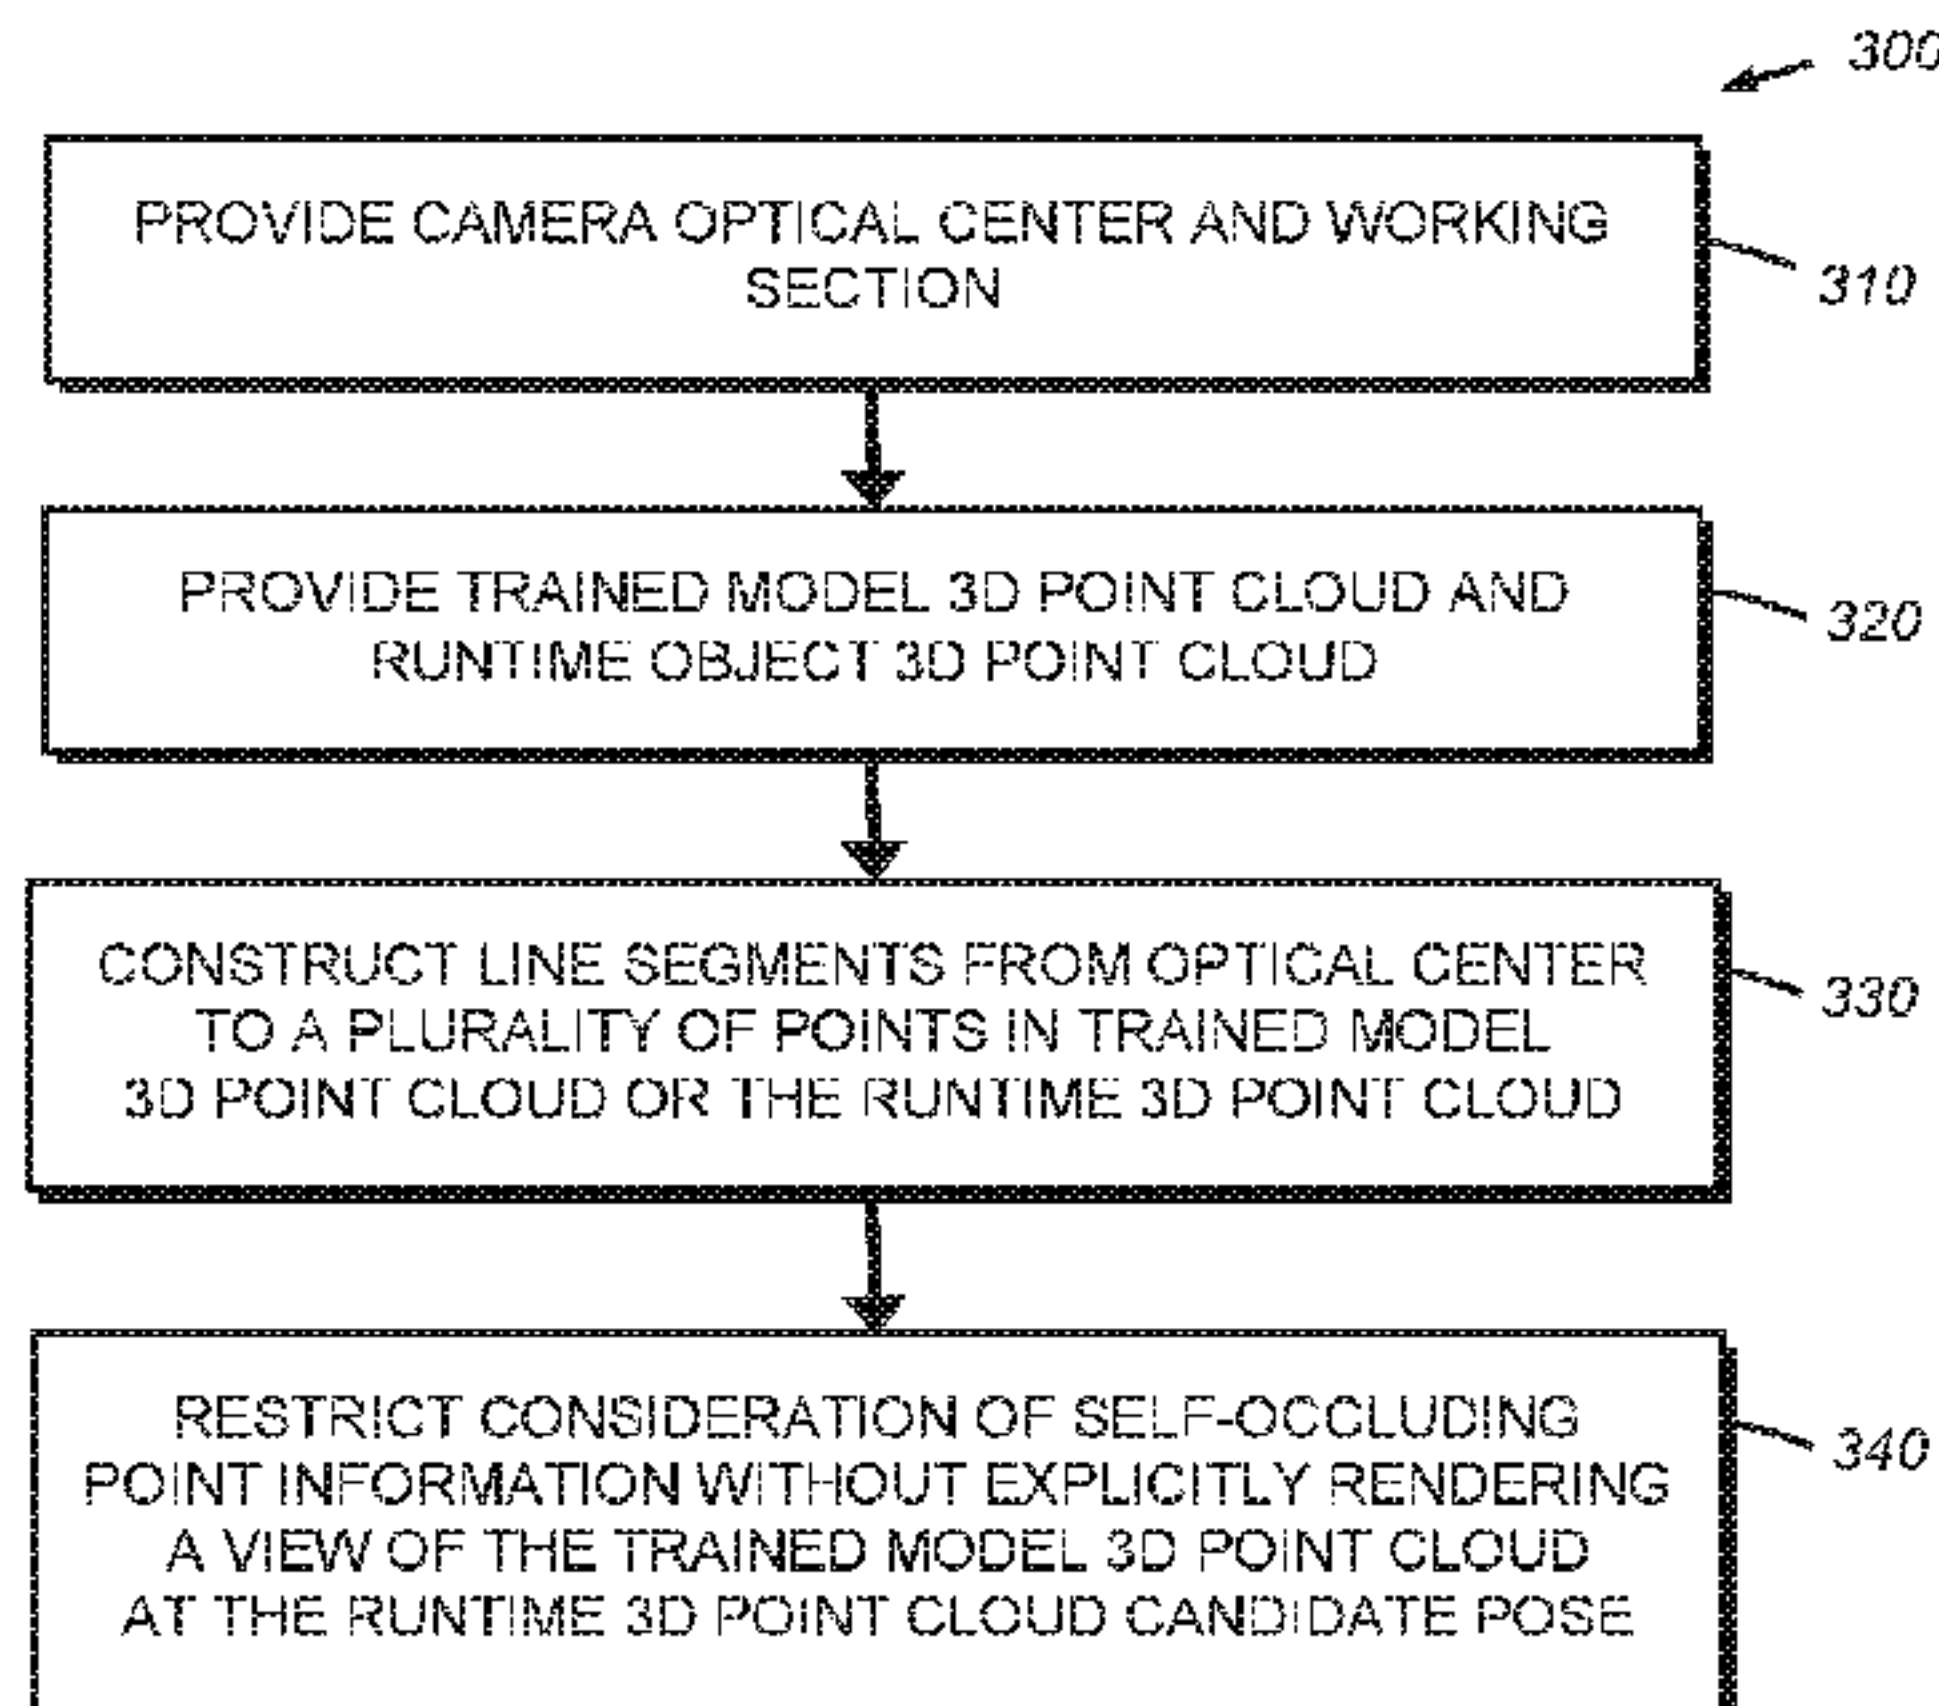 300
PROVIDE CAMERA OPTICAL CENTER AND WORKING
SECTION
310
PROVIDE TRAINED MODEL 3D POINT CLOUD AND
RUNTIME OBJECT 3D POINT CLOUD
320
CONSTRUCT LINE SEGMENTS FROM OPTICAL CENTER
TO A PLURALITY OF POINTS IN TRAINED MODEL
3D POINT CLOUD OR THE RUNTIME 3D POINT CLOUD
330
RESTRICT CONSIDERATION OF SELF-OCCLUDING
POINT INFORMATION WITHOUT EXPLICITLY RENDERING
A VIEW OF THE TRAINED MODEL 3D POINT CLOUD
AT THE RUNTIME 3D POINT CLOUD CANDIDATE POSE
340